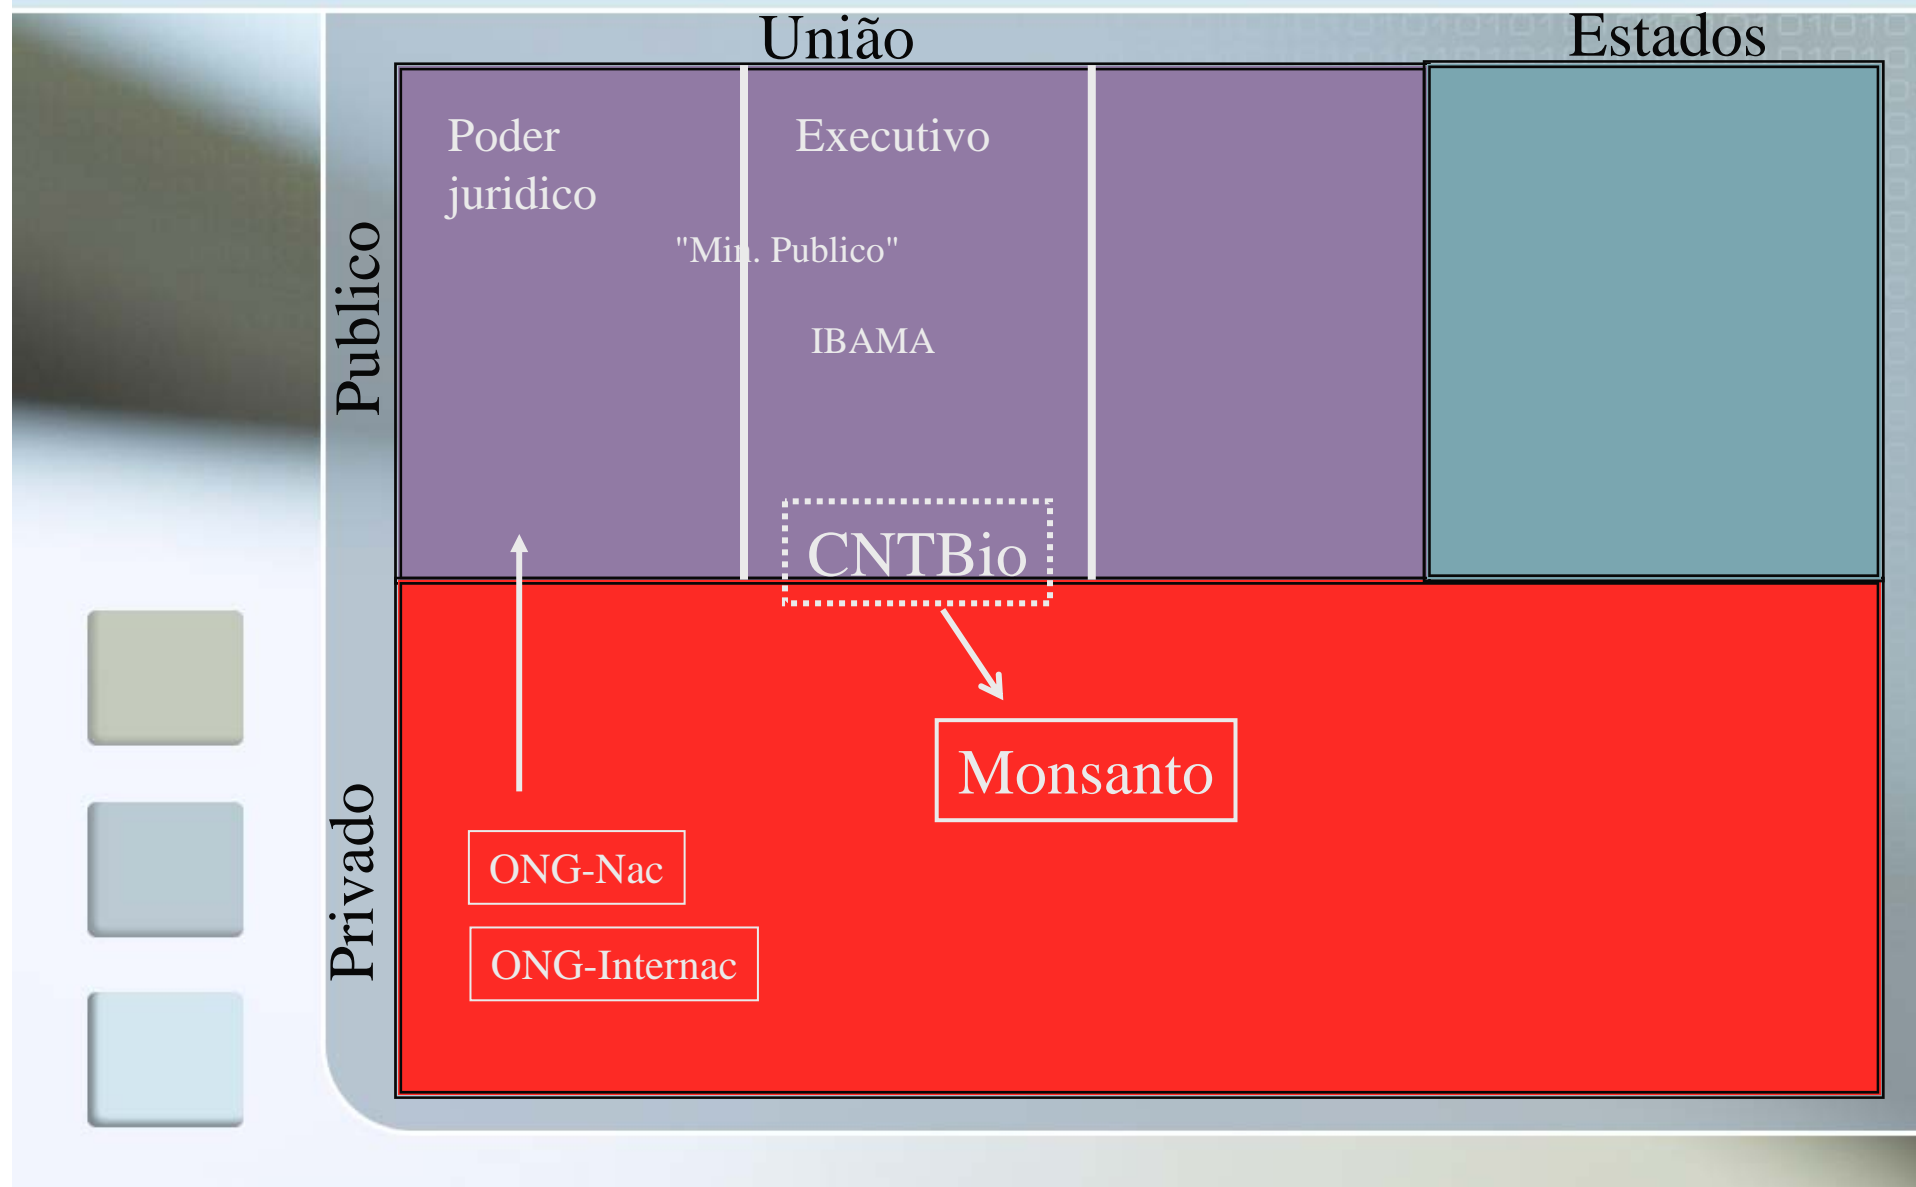 União
Estados
Poder
juridico
Executivo
"Min. Publico"
IBAMA
Publico
CNTBio
Monsanto
Privado
ONG-Nac
ONG-Internac